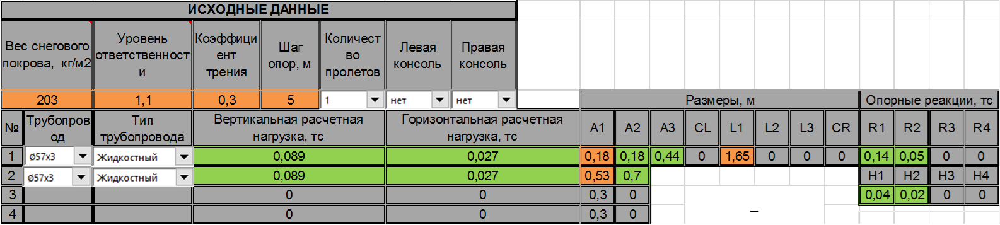 ИСХОДНЫЕ ДАННЫЕ
Вес снегового
покрова, кг/м2
Уровень
ответственност
и
Коэффици
ент
трения
Шаг
опор, м
Количест
во
пролетов
Левая
консоль
Правая
консоль
203 1,1 0,3 5 1 нет нет
Размеры, м Опорные реакции, тс
№
Трубопров
од
Тип
трубопровода
Вертикальная расчетная
нагрузка, тс
Горизонтальная расчетная
нагрузка, тс
A1 A2 A3 CL L1 L2 L3 CR R1 R2 R3 R4
1 Ø57x3 Жидкостный 0,089 0,027 0,18 0,18 0,44 0 1,65 0 0 0 0,14 0,05 0 0
2 Ø57x3 Жидкостный 0,089 0,027 0,53 0,7 H1 H2 H3 H4
3 0 0 0,3 0 0,04 0,02 0 0
4 0 0 0,3 0 –